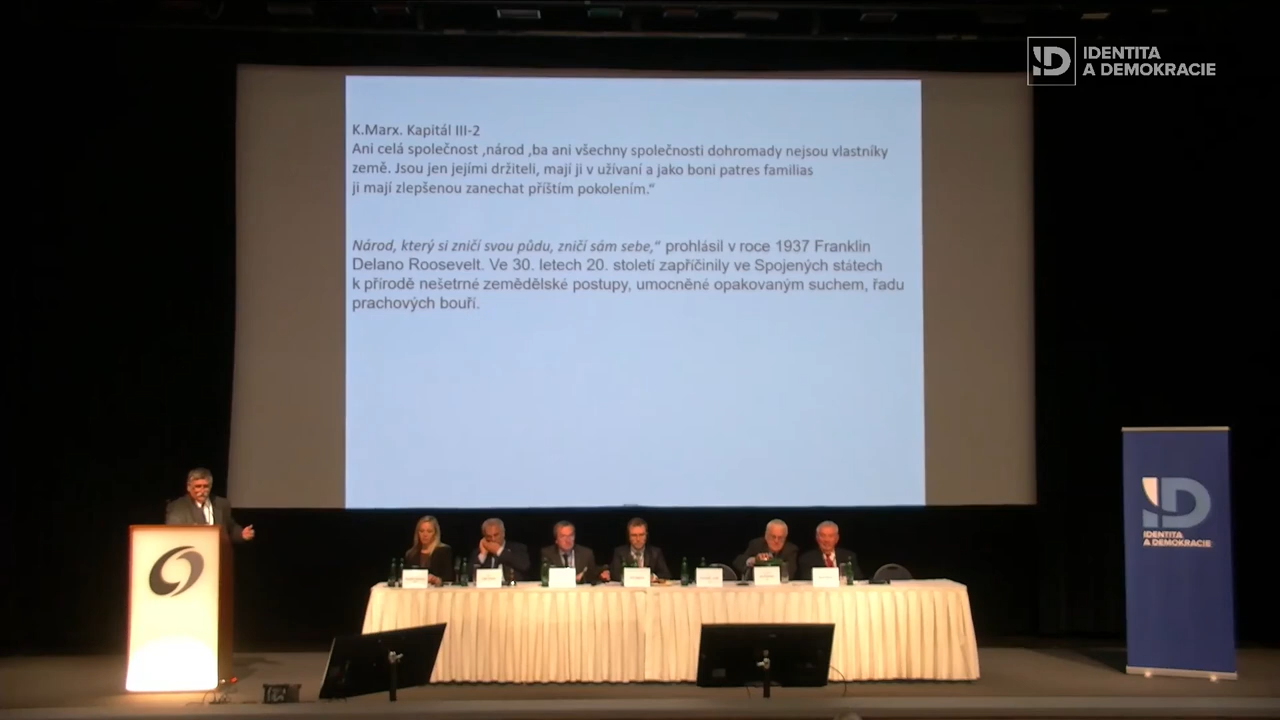 IDENTITA
A DEMOKRACIE
K.Marx. Kapitál III-2
Ani celá společnost ,národ ,ba ani všechny společnosti dohromady nejsou vlastníky
země. Jsou jen jejími držiteli, mají ji v užívaní a jako boni patres familias
ji mají zlepšenou zanechat příštím pokolením.“
Národ, který si zničí svou půdu, zničí sám sebe,“ prohlásil v roce 1937 Franklin
Delano Roosevelt. Ve 30. letech 20. století zapříčinily ve Spojených státech
k přírodě nešetrné zemědělské postupy, umocněné opakovaným suchem, řadu
prachových bouří.
ID
IDENTITA
A DEMOKRACIE